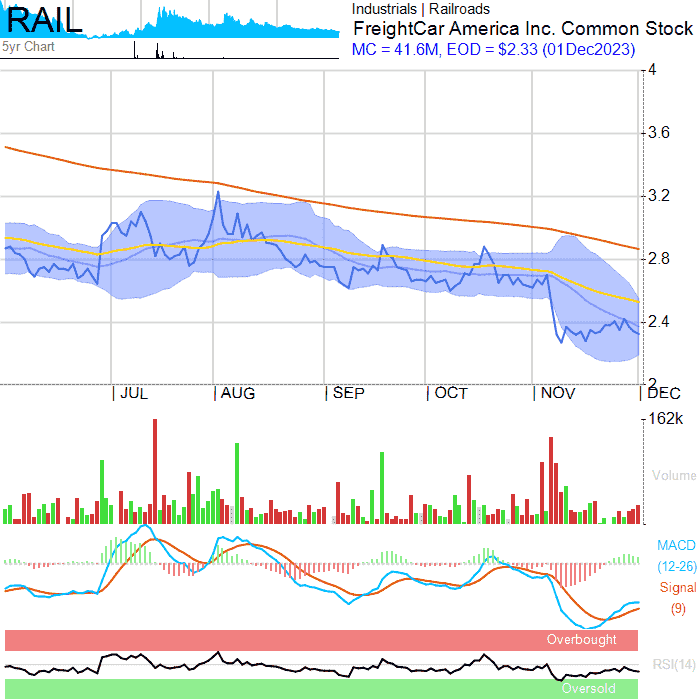 RAIL
5yr Chart
Industrials | Railroads
FreightCar America Inc. Common Stock
MC = 41.6M, EOD = $2.33 (01Dec2023)
4
3.6
3.2
2.8
2.4
2
JUL AUG SEP OCT NOV DEC
162k
Volume
MACD
(12-26)
Signal
(9)
Overbought
RSI(14)
Oversold